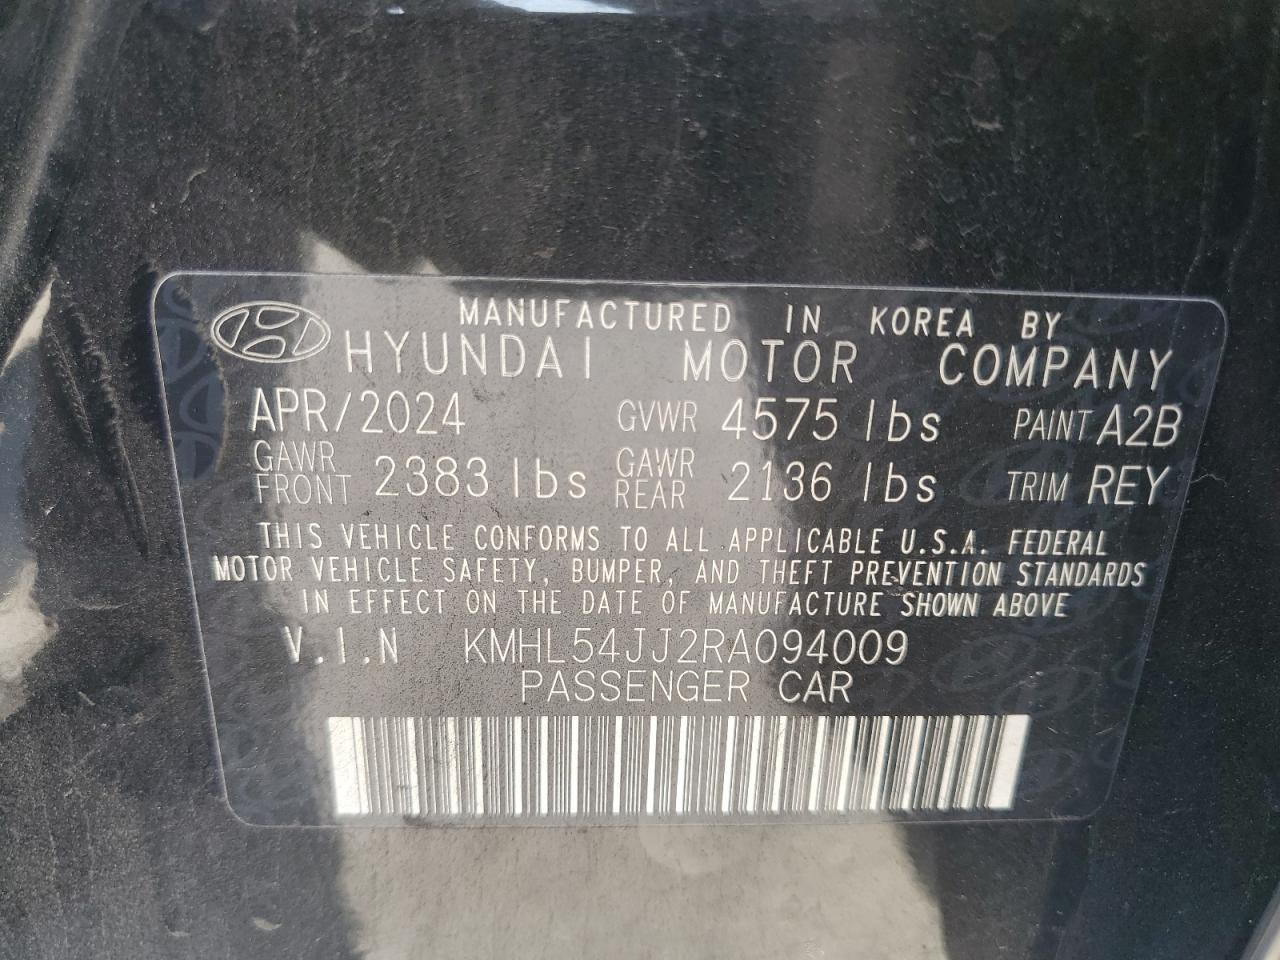 MANUFACTURED IN KOREA BY
HYUNDAI MOTOR COMPANY
APR/2024 GVWR 4575 lbs PAINT A2B
GAWR FRONT 2383 lbs GAWR REAR 2136 lbs TRIM REY
THIS VEHICLE CONFORMS TO ALL APPLICABLE U.S.A. FEDERAL
MOTOR VEHICLE SAFETY, BUMPER, AND THEFT PREVENTION STANDARDS
IN EFFECT ON THE DATE OF MANUFACTURE SHOWN ABOVE
V.I.N KMHL54JJ2RA094009
PASSENGER CAR